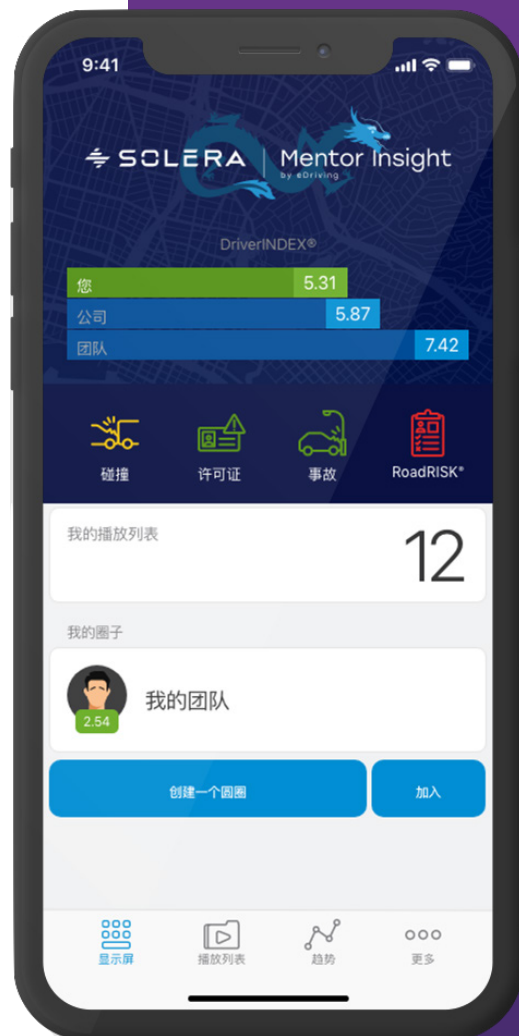 9:41
SOLERA | Mentor Insight
by eDriving
DriverINDEX®
您 5.31
公司 5.87
团队 7.42
碰撞 许可证 事故 RoadRISK®
我的播放列表
12
我的圈子
2.54
我的团队
创建一个圆圈 加入
显示屏 播放列表 趋势 更多